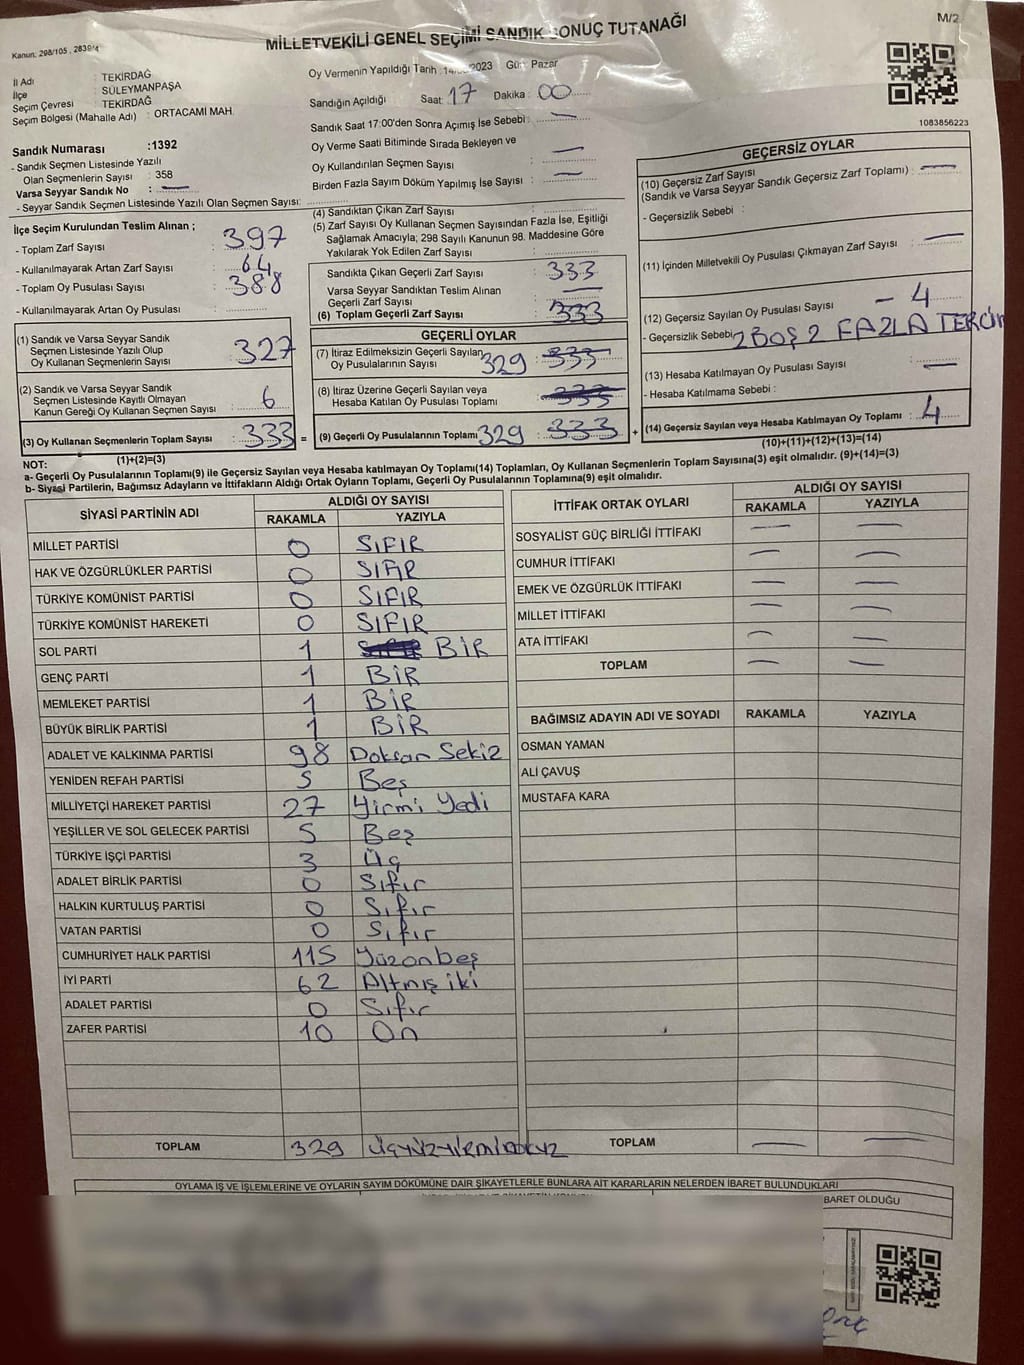 MİLLETVEKİLİ GENEL SEÇİMİ SANDIK SONUÇ TUTANAĞI
M/2
Kanun: 298/105 , 2839/4
İl Adı : TEKİRDAĞ
İlçe : SÜLEYMANPAŞA
Seçim Çevresi : TEKİRDAĞ
Seçim Bölgesi (Mahalle Adı) : ORTACAMİ MAH.
Oy Vermenin Yapıldığı Tarih : 2023 Gün: Pazar
Sandığın Açıldığı Saat: 17 Dakika: 00
Sandık Saat 17:00'den Sonra Açımış İse Sebebi: —
Oy Verme Saati Bitiminde Sırada Bekleyen ve
Oy Kullandırılan Seçmen Sayısı : —
Birden Fazla Sayım Döküm Yapılmış İse Sayısı : —
1083856223
Sandık Numarası :1392
- Sandık Seçmen Listesinde Yazılı
Olan Seçmenlerin Sayısı : 358
Varsa Seyyar Sandık No : —
- Seyyar Sandık Seçmen Listesinde Yazılı Olan Seçmen Sayısı:
İlçe Seçim Kurulundan Teslim Alınan ;
- Toplam Zarf Sayısı : 397
- Kullanılmayarak Artan Zarf Sayısı : 64
- Toplam Oy Pusulası Sayısı : 388
- Kullanılmayarak Artan Oy Pusulası :
(1) Sandık ve Varsa Seyyar Sandık
Seçmen Listesinde Yazılı Olup
Oy Kullanan Seçmenlerin Sayısı : 327
(2) Sandık ve Varsa Seyyar Sandık
Seçmen Listesinde Kayıtlı Olmayan
Kanun Gereği Oy Kullanan Seçmen Sayısı : 6
(3) Oy Kullanan Seçmenlerin Toplam Sayısı : 333 =
(1)+(2)=(3)
(4) Sandıktan Çıkan Zarf Sayısı :
(5) Zarf Sayısı Oy Kullanan Seçmen Sayısından Fazla İse, Eşitliği
Sağlamak Amacıyla; 298 Sayılı Kanunun 98. Maddesine Göre
Yakılarak Yok Edilen Zarf Sayısı :
Sandıkta Çıkan Geçerli Zarf Sayısı : 333
Varsa Seyyar Sandıktan Teslim Alınan
Geçerli Zarf Sayısı : —
(6) Toplam Geçerli Zarf Sayısı : 333
GEÇERLİ OYLAR
(7) İtiraz Edilmeksizin Geçerli Sayılan
Oy Pusulalarının Sayısı 329 333
(8) İtiraz Üzerine Geçerli Sayılan veya
Hesaba Katılan Oy Pusulası Toplamı : 333
(9) Geçerli Oy Pusulalarının Toplamı 329 : 333 +
GEÇERSİZ OYLAR
(10) Geçersiz Zarf Sayısı
(Sandık ve Varsa Seyyar Sandık Geçersiz Zarf Toplamı) : —
- Geçersizlik Sebebi :
(11) İçinden Milletvekili Oy Pusulası Çıkmayan Zarf Sayısı : —
(12) Geçersiz Sayılan Oy Pusulası Sayısı : - 4
- Geçersizlik Sebebi 2 BOŞ 2 FAZLA TERCİH
(13) Hesaba Katılmayan Oy Pusulası Sayısı : —
- Hesaba Katılmama Sebebi :
(14) Geçersiz Sayılan veya Hesaba Katılmayan Oy Toplamı : 4
(10)+(11)+(12)+(13)=(14)
NOT:
a- Geçerli Oy Pusulalarının Toplamı(9) ile Geçersiz Sayılan veya Hesaba katılmayan Oy Toplamı(14) Toplamları, Oy Kullanan Seçmenlerin Toplam Sayısına(3) eşit olmalıdır. (9)+(14)=(3)
b- Siyasi Partilerin, Bağımsız Adayların ve İttifakların Aldığı Ortak Oyların Toplamı, Geçerli Oy Pusulalarının Toplamına(9) eşit olmalıdır.
SİYASİ PARTİNİN ADI ALDIĞI OY SAYISI
RAKAMLA YAZIYLA
MİLLET PARTİSİ 0 SIFIR
HAK VE ÖZGÜRLÜKLER PARTİSİ 0 SIFIR
TÜRKİYE KOMÜNİST PARTİSİ 0 SIFIR
TÜRKİYE KOMÜNİST HAREKETİ 0 SIFIR
SOL PARTİ 1 BİR
GENÇ PARTİ 1 BİR
MEMLEKET PARTİSİ 1 BİR
BÜYÜK BİRLİK PARTİSİ 1 BİR
ADALET VE KALKINMA PARTİSİ 98 Doksan Sekiz
YENİDEN REFAH PARTİSİ 5 Beş
MİLLİYETÇİ HAREKET PARTİSİ 27 Yirmi Yedi
YEŞİLLER VE SOL GELECEK PARTİSİ 5 Beş
TÜRKİYE İŞÇİ PARTİSİ 3 Üç
ADALET BİRLİK PARTİSİ 0 Sıfır
HALKIN KURTULUŞ PARTİSİ 0 Sıfır
VATAN PARTİSİ 0 Sıfır
CUMHURİYET HALK PARTİSİ 115 Yüzonbeş
İYİ PARTİ 62 Altmış iki
ADALET PARTİSİ 0 Sıfır
ZAFER PARTİSİ 10 On
TOPLAM 329 üçyüzyirmidokuz
İTTİFAK ORTAK OYLARI ALDIĞI OY SAYISI
RAKAMLA YAZIYLA
SOSYALİST GÜÇ BİRLİĞİ İTTİFAKI — —
CUMHUR İTTİFAKI — —
EMEK VE ÖZGÜRLÜK İTTİFAKI — —
MİLLET İTTİFAKI — —
ATA İTTİFAKI — —
TOPLAM — —
BAĞIMSIZ ADAYIN ADI VE SOYADI RAKAMLA YAZIYLA
OSMAN YAMAN
ALİ ÇAVUŞ
MUSTAFA KARA
TOPLAM — —
OYLAMA İŞ VE İŞLEMLERİNE VE OYLARIN SAYIM DÖKÜMÜNE DAİR ŞİKAYETLERLE BUNLARA AİT KARARLARIN NELERDEN İBARET BULUNDUKLARI
BARET OLDUĞU